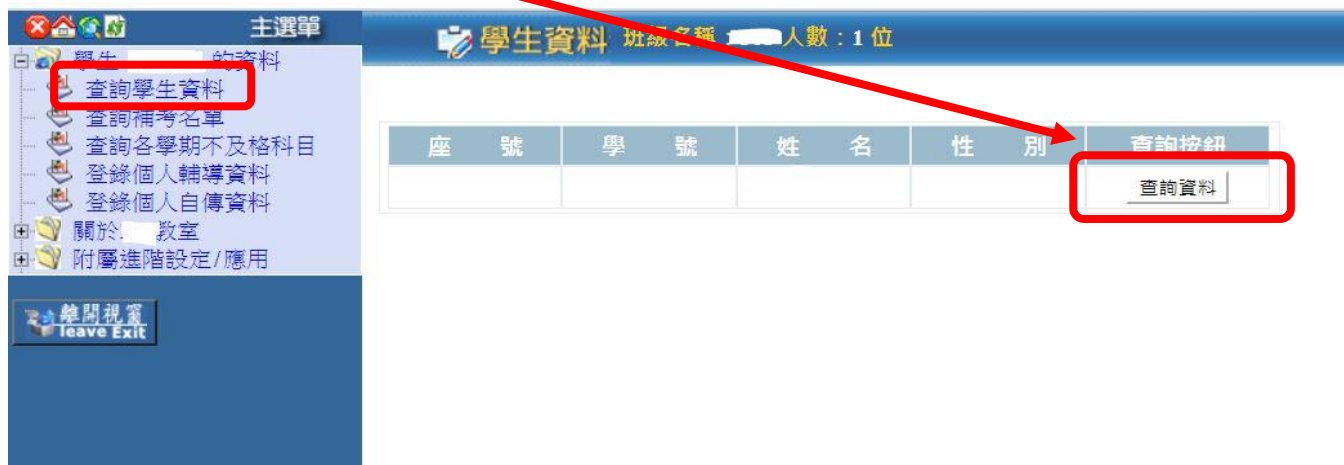 主選單
學生 的資料
查詢學生資料
查詢補考名單
查詢各學期不及格科目
登錄個人輔導資料
登錄個人自傳資料
關於 教室
附屬進階設定/應用
離開視窗
leave Exit
學生資料 班級名稱: 人數:1 位
座 號 學 號 姓 名 性 別 查詢按鈕
查詢資料